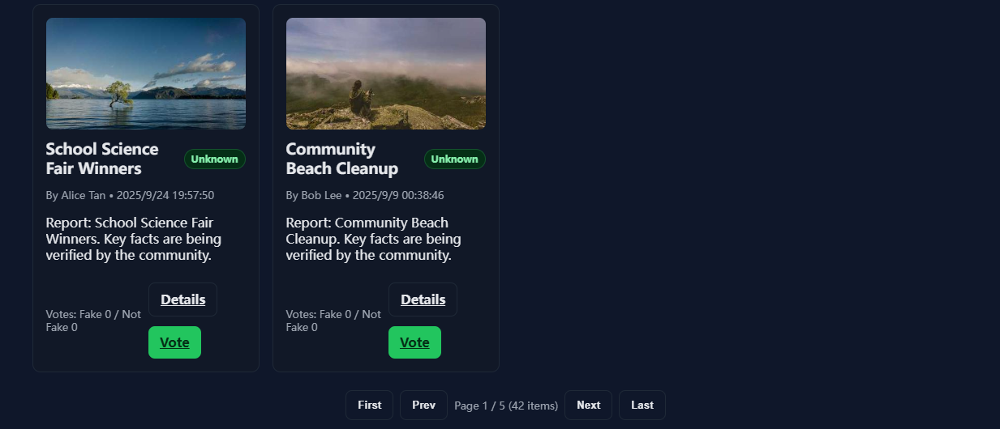 School Science
Fair Winners
Unknown
By Alice Tan • 2025/9/24 19:57:50
Report: School Science Fair
Winners. Key facts are being
verified by the community.
Votes: Fake 0 / Not
Fake 0
Details
Vote
Community
Beach Cleanup
Unknown
By Bob Lee • 2025/9/9 00:38:46
Report: Community Beach
Cleanup. Key facts are being
verified by the community.
Votes: Fake 0 / Not
Fake 0
Details
Vote
First Prev Page 1 / 5 (42 items) Next Last